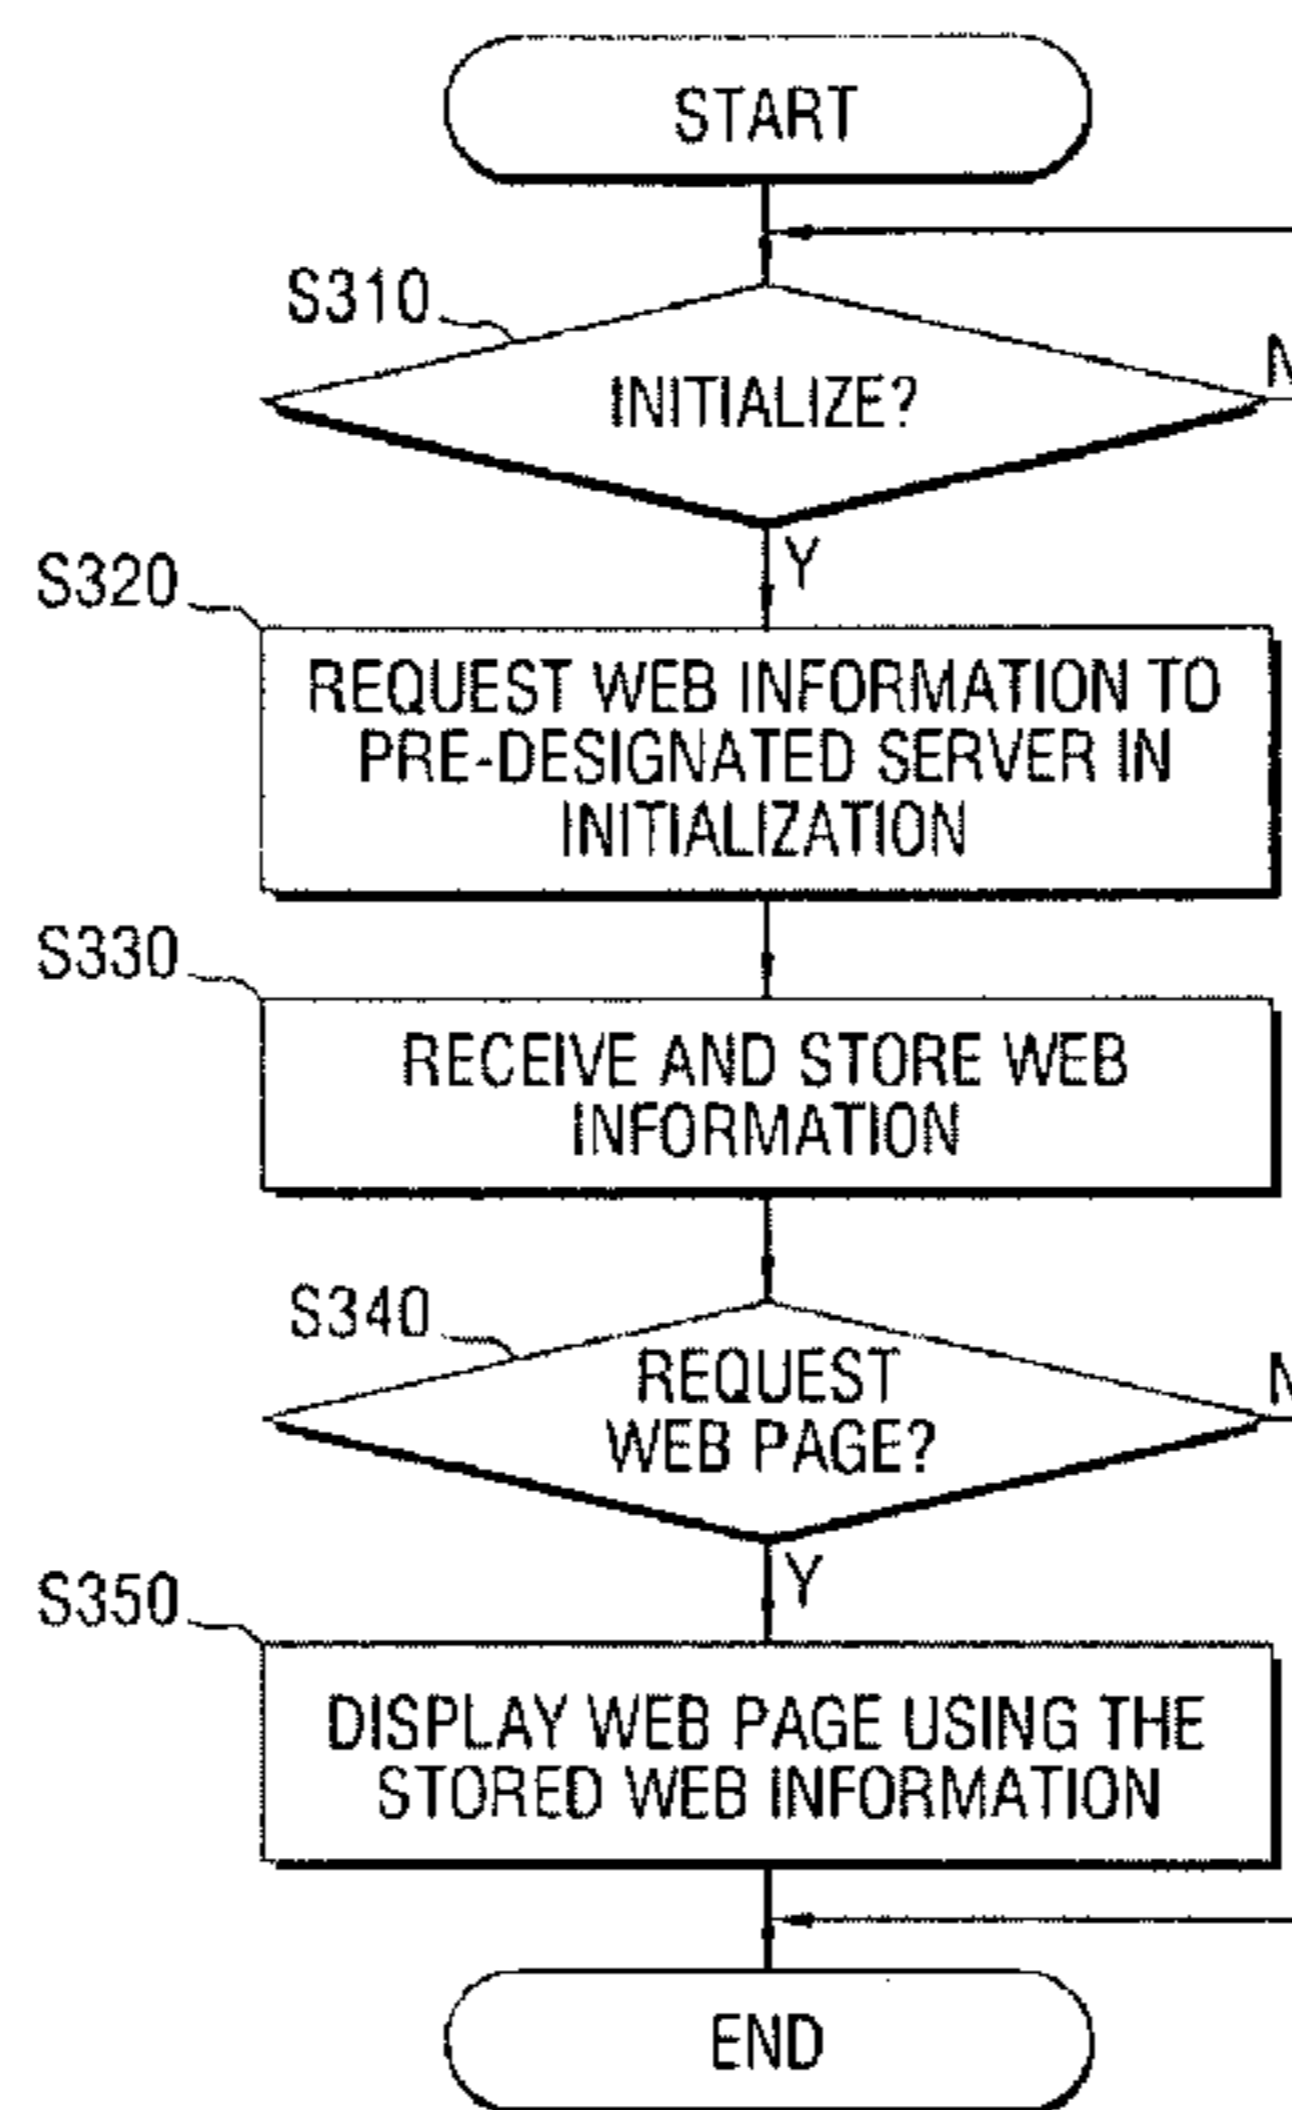 START
S310
INITIALIZE?
Y
S320
REQUEST WEB INFORMATION TO
PRE-DESIGNATED SERVER IN
INITIALIZATION
S330
RECEIVE AND STORE WEB
INFORMATION
S340
REQUEST
WEB PAGE?
Y
S350
DISPLAY WEB PAGE USING THE
STORED WEB INFORMATION
END